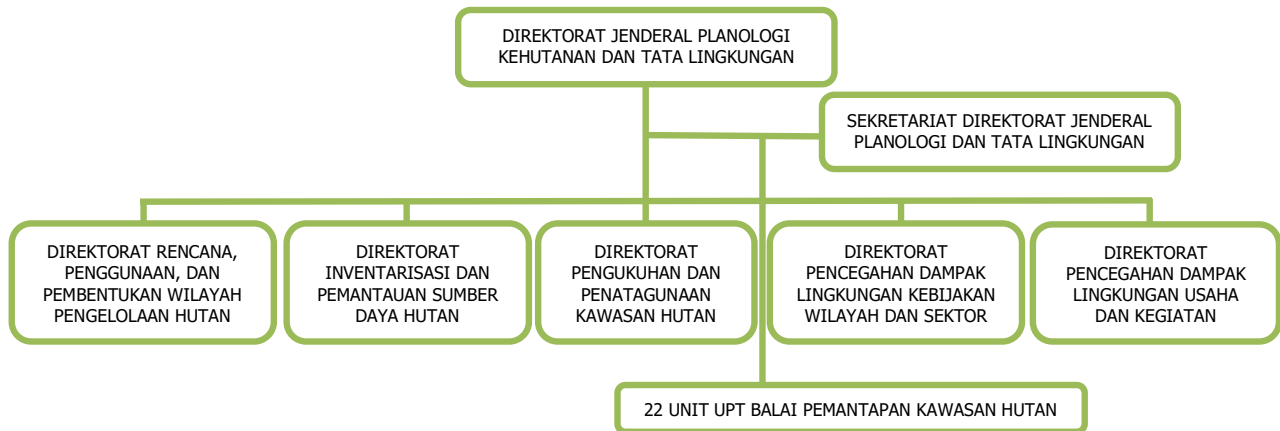 DIREKTORAT JENDERAL PLANOLOGI
KEHUTANAN DAN TATA LINGKUNGAN
SEKRETARIAT DIREKTORAT JENDERAL
PLANOLOGI DAN TATA LINGKUNGAN
DIREKTORAT RENCANA,
PENGGUNAAN, DAN
PEMBENTUKAN WILAYAH
PENGELOLAAN HUTAN
DIREKTORAT
INVENTARISASI DAN
PEMANTAUAN SUMBER
DAYA HUTAN
DIREKTORAT
PENGUKUHAN DAN
PENATAGUNAAN
KAWASAN HUTAN
DIREKTORAT
PENCEGAHAN DAMPAK
LINGKUNGAN KEBIJAKAN
WILAYAH DAN SEKTOR
DIREKTORAT
PENCEGAHAN DAMPAK
LINGKUNGAN USAHA
DAN KEGIATAN
22 UNIT UPT BALAI PEMANTAPAN KAWASAN HUTAN